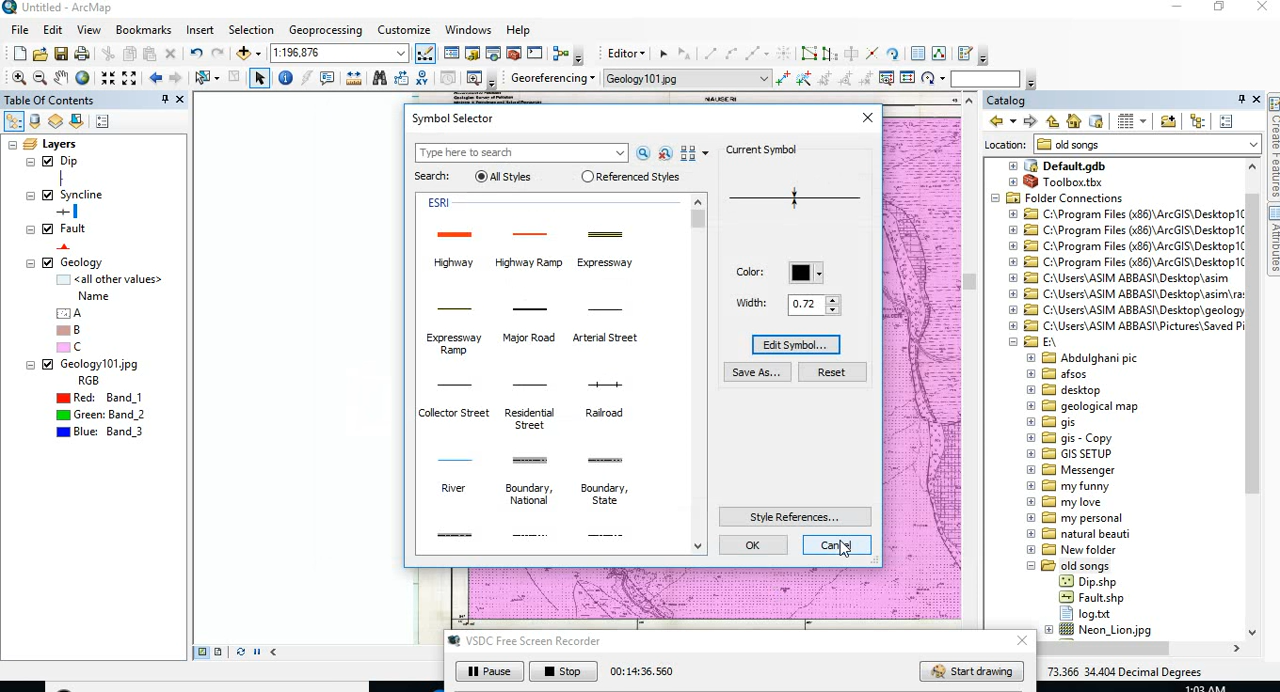 Untitled - ArcMap
File Edit View Bookmarks Insert Selection Geoprocessing Customize Windows Help
1:196,876 Editor
Georeferencing Geology101.jpg
Table Of Contents
Layers
Dip
Syncline
Fault
Geology
<all other values>
Name
A
B
C
Geology101.jpg
RGB
Red: Band_1
Green: Band_2
Blue: Band_3
NAUSERI
Symbol Selector
Type here to search
Search: All Styles Referenced Styles
ESRI
Highway Highway Ramp Expressway
Expressway Ramp Major Road Arterial Street
Collector Street Residential Street Railroad
River Boundary, National Boundary, State
Current Symbol
Color:
Width: 0.72
Edit Symbol...
Save As... Reset
Style References...
OK Cancel
Catalog
Location: old songs
Default.gdb
Toolbox.tbx
Folder Connections
C:\Program Files (x86)\ArcGIS\Desktop10
C:\Program Files (x86)\ArcGIS\Desktop10
C:\Program Files (x86)\ArcGIS\Desktop10
C:\Users\ASIM ABBASI\Desktop\asim
C:\Users\ASIM ABBASI\Desktop\asim\ra
C:\Users\ASIM ABBASI\Desktop\geology
C:\Users\ASIM ABBASI\Pictures\Saved Pi
E:\
Abdulghani pic
afsos
desktop
geological map
gis
gis - Copy
GIS SETUP
Messenger
my funny
my love
my personal
natural beauti
New folder
old songs
Dip.shp
Fault.shp
log.txt
Neon_Lion.jpg
Create Features
Attributes
VSDC Free Screen Recorder
Pause Stop 00:14:36.560 Start drawing
73.366 34.404 Decimal Degrees
1:03 AM